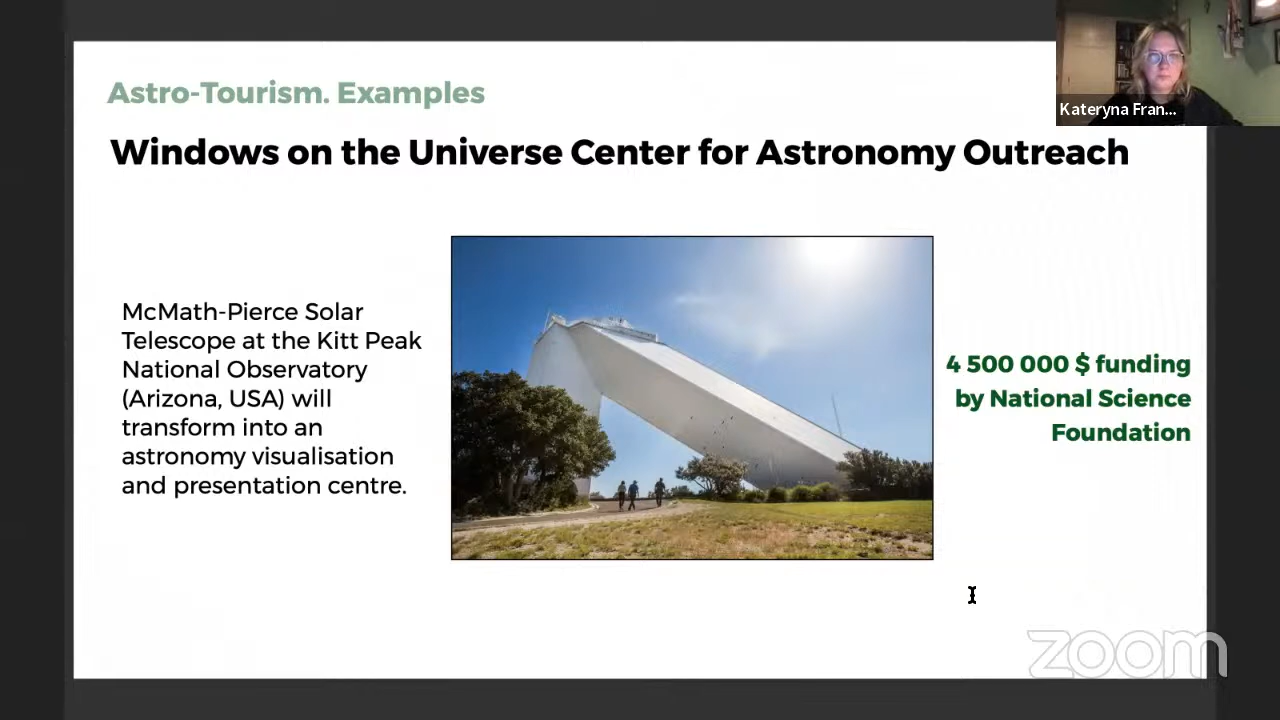 Astro-Tourism. Examples
Windows on the Universe Center for Astronomy Outreach
Kateryna Fran...
McMath-Pierce Solar
Telescope at the Kitt Peak
National Observatory
(Arizona, USA) will
transform into an
astronomy visualisation
and presentation centre.
4 500 000 $ funding
by National Science
Foundation
zoom